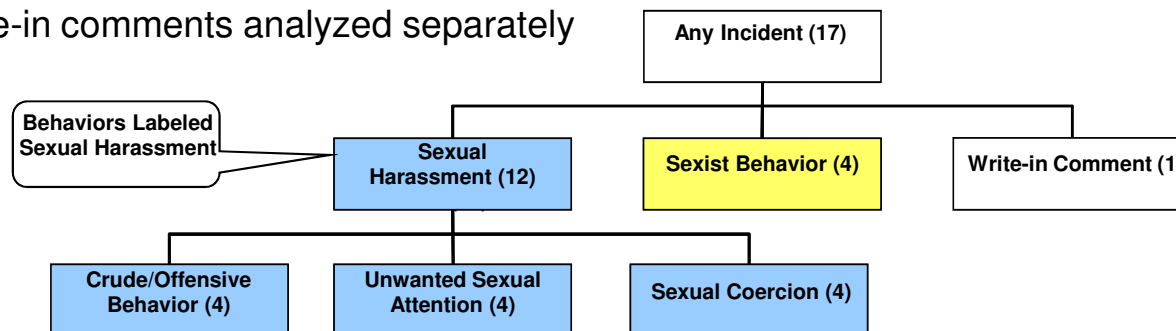 e-in comments analyzed separately
Any Incident (17)
Behaviors Labeled
Sexual Harassment
Sexual
Harassment (12)
Sexist Behavior (4)
Write-in Comment (1
Crude/Offensive
Behavior (4)
Unwanted Sexual
Attention (4)
Sexual Coercion (4)